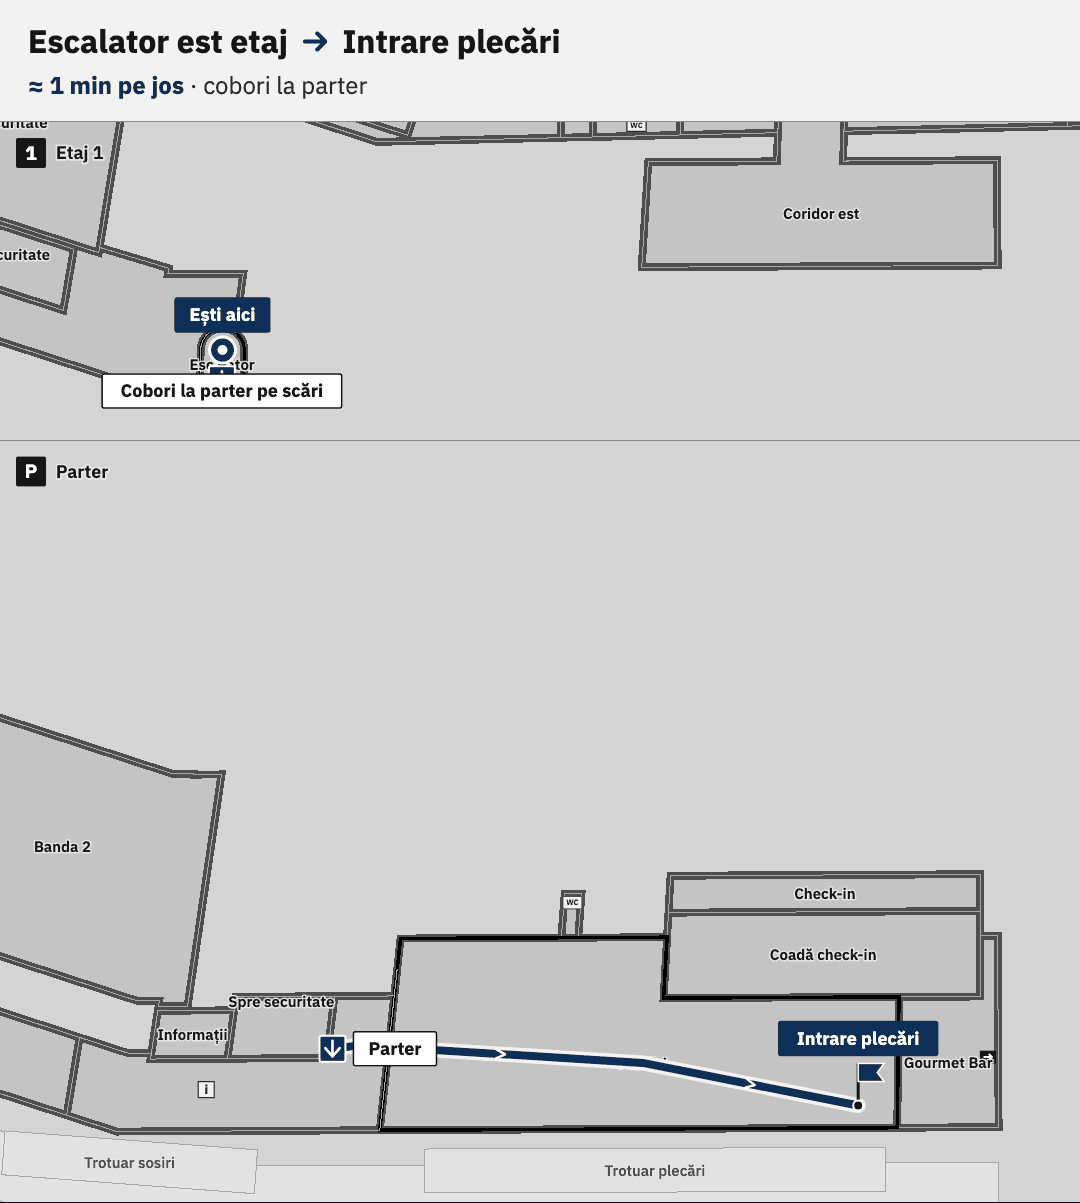 Escalator est etaj → Intrare plecări
≈ 1 min pe jos · cobori la parter
1 Etaj 1
WC
Coridor est
Ești aici
Cobori la parter pe scări
P Parter
Banda 2
Check-in
WC
Coadă check-in
Spre securitate
Informații
Parter
Intrare plecări
Gourmet Bar
i
Trotuar sosiri
Trotuar plecări